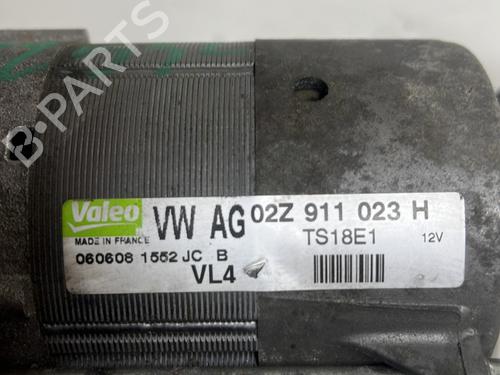 B-PARTS
Valeo
MADE IN FRANCE
VW AG 02Z 911 023 H
TS18E1 12V
060608 1552 JC B
VL4